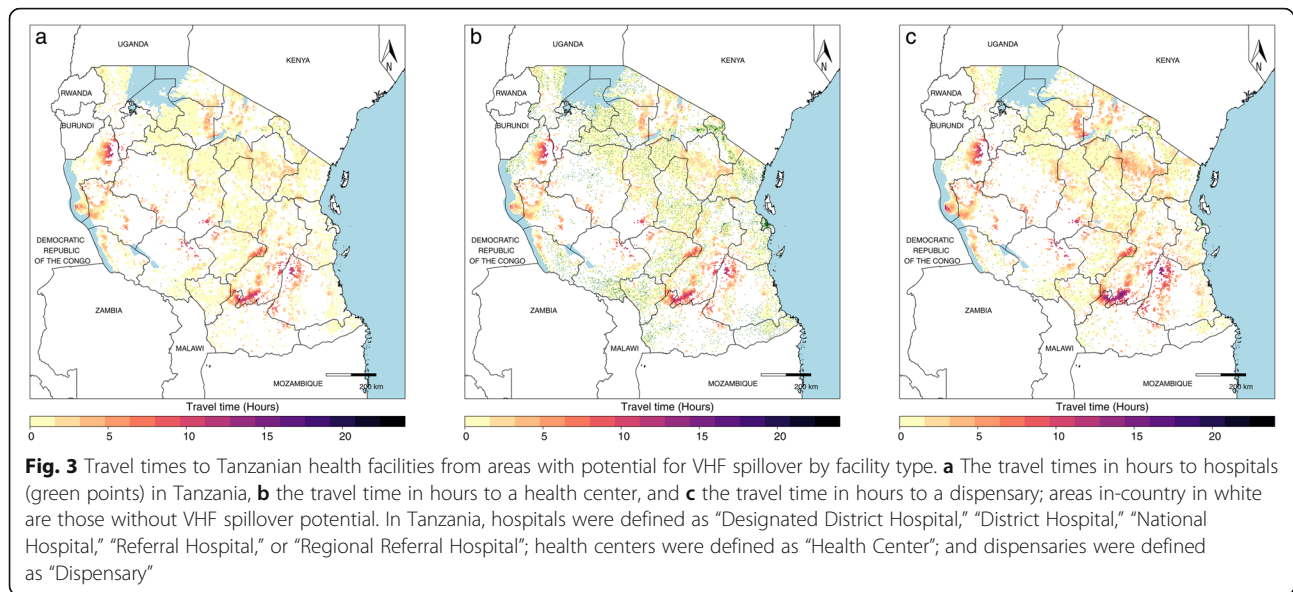 a
UGANDA
KENYA
N
RWANDA
BURUNDI
DEMOCRATIC
REPUBLIC
OF THE CONGO
ZAMBIA
MALAWI
MOZAMBIQUE
200 km
Travel time (Hours)
0 5 10 15 20
b
UGANDA
KENYA
N
RWANDA
BURUNDI
DEMOCRATIC
REPUBLIC
OF THE CONGO
ZAMBIA
MALAWI
MOZAMBIQUE
200 km
Travel time (Hours)
0 5 10 15 20
c
UGANDA
KENYA
N
RWANDA
BURUNDI
DEMOCRATIC
REPUBLIC
OF THE CONGO
ZAMBIA
MALAWI
MOZAMBIQUE
200 km
Travel time (Hours)
0 5 10 15 20
Fig. 3 Travel times to Tanzanian health facilities from areas with potential for VHF spillover by facility type. a The travel times in hours to hospitals
(green points) in Tanzania, b the travel time in hours to a health center, and c the travel time in hours to a dispensary; areas in-country in white
are those without VHF spillover potential. In Tanzania, hospitals were defined as “Designated District Hospital,” “District Hospital,” “National
Hospital,” “Referral Hospital,” or “Regional Referral Hospital”; health centers were defined as “Health Center”; and dispensaries were defined
as “Dispensary”